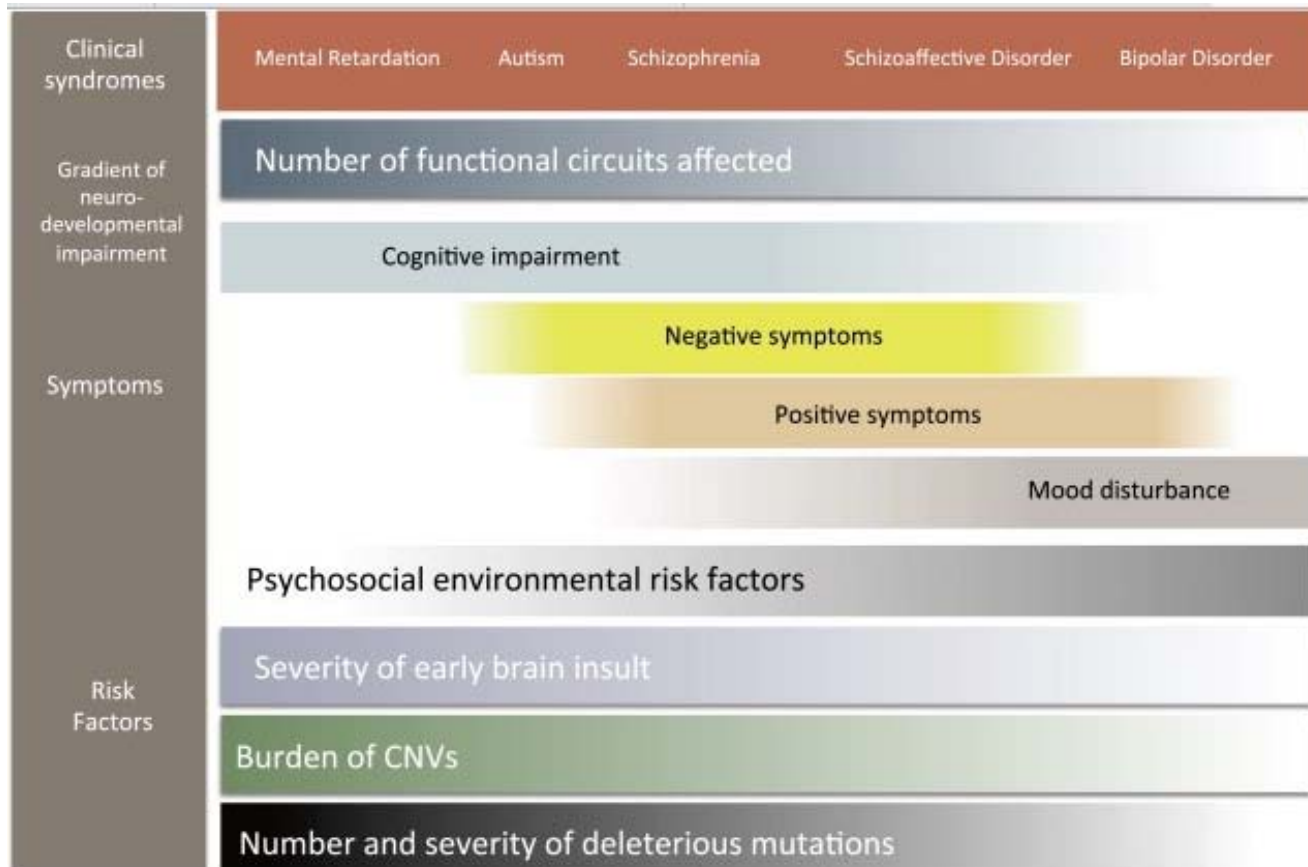 Clinical
syndromes
Mental Retardation
Autism
Schizophrenia
Schizoaffective Disorder
Bipolar Disorder
Gradient of
neuro-
developmental
impairment
Number of functional circuits affected
Cognitive impairment
Symptoms
Negative symptoms
Positive symptoms
Mood disturbance
Risk
Factors
Psychosocial environmental risk factors
Severity of early brain insult
Burden of CNVs
Number and severity of deleterious mutations